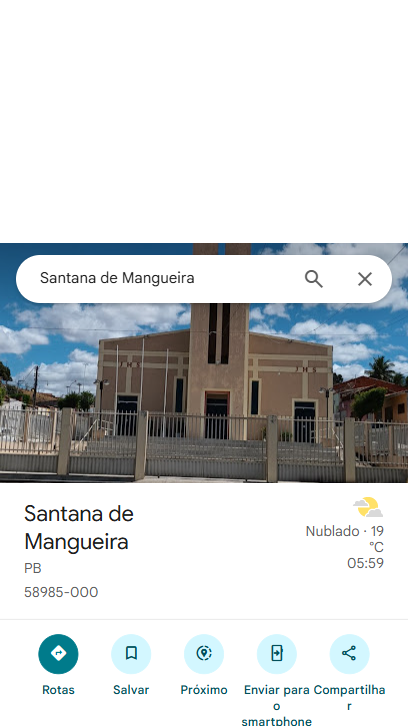 Santana de Mangueira
Santana de
Mangueira
PB
58985-000
Nublado · 19
°C
05:59
Rotas
Salvar
Próximo
Enviar para
o
smartphone
Compartilha
r